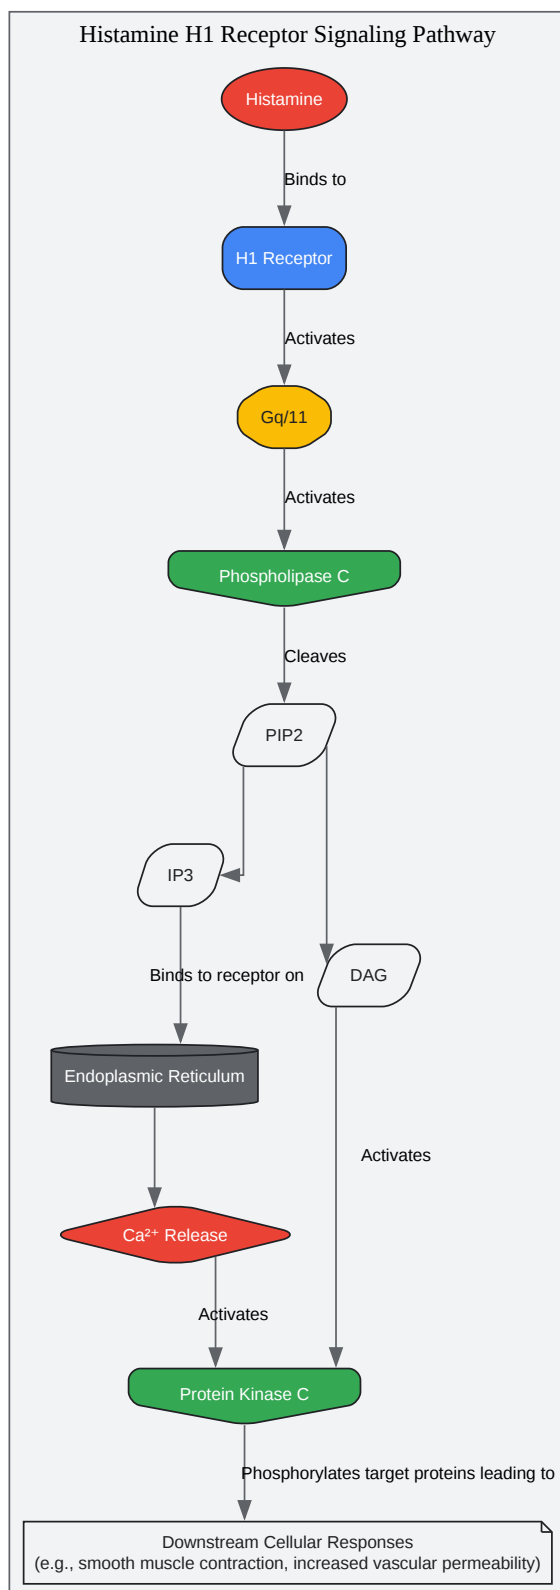 Histamine H1 Receptor Signaling Pathway
Histamine
Binds to
H1 Receptor
Activates
Gq/11
Activates
Phospholipase C
Cleaves
PIP2
IP3
Binds to receptor on
DAG
Endoplasmic Reticulum
Activates
Ca²⁺ Release
Activates
Protein Kinase C
Phosphorylates target proteins leading to
Downstream Cellular Responses
(e.g., smooth muscle contraction, increased vascular permeability)